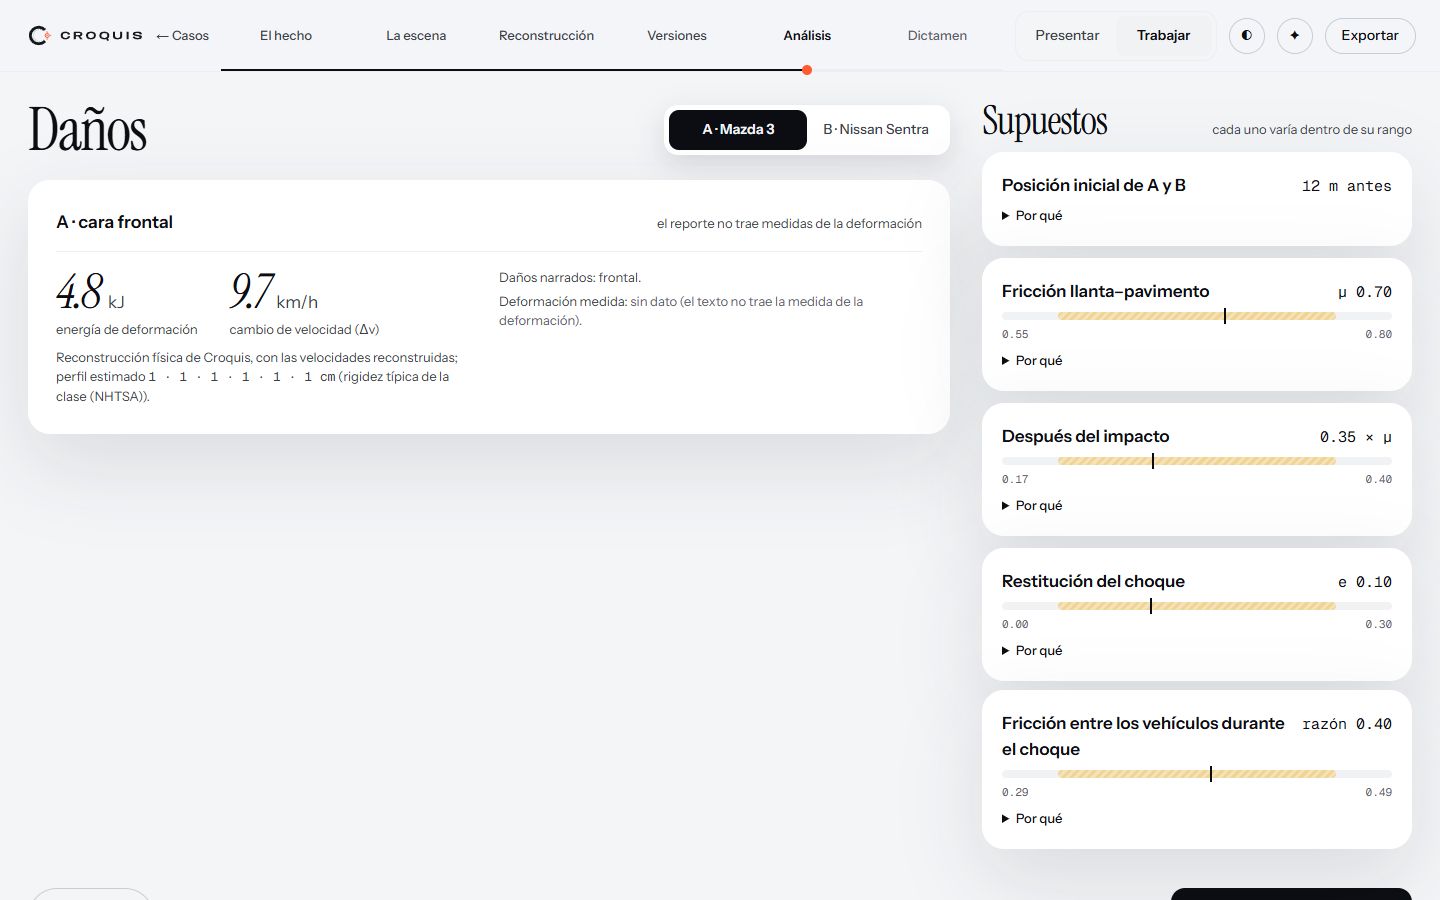 CROQUIS
← Casos
El hecho
La escena
Reconstrucción
Versiones
Análisis
Dictamen
Presentar
Trabajar
Exportar
Daños
A · Mazda 3
B · Nissan Sentra
A · cara frontal
el reporte no trae medidas de la deformación
4.8 kJ
energía de deformación
9.7 km/h
cambio de velocidad (Δv)
Reconstrucción física de Croquis, con las velocidades reconstruidas;
perfil estimado 1 · 1 · 1 · 1 · 1 · 1 cm (rigidez típica de la
clase (NHTSA)).
Daños narrados: frontal.
Deformación medida: sin dato (el texto no trae la medida de la
deformación).
Supuestos
cada uno varía dentro de su rango
Posición inicial de A y B
12 m antes
Por qué
Fricción llanta–pavimento
μ 0.70
0.55
0.80
Por qué
Después del impacto
0.35 × μ
0.17
0.40
Por qué
Restitución del choque
e 0.10
0.00
0.30
Por qué
Fricción entre los vehículos durante
el choque
razón 0.40
0.29
0.49
Por qué